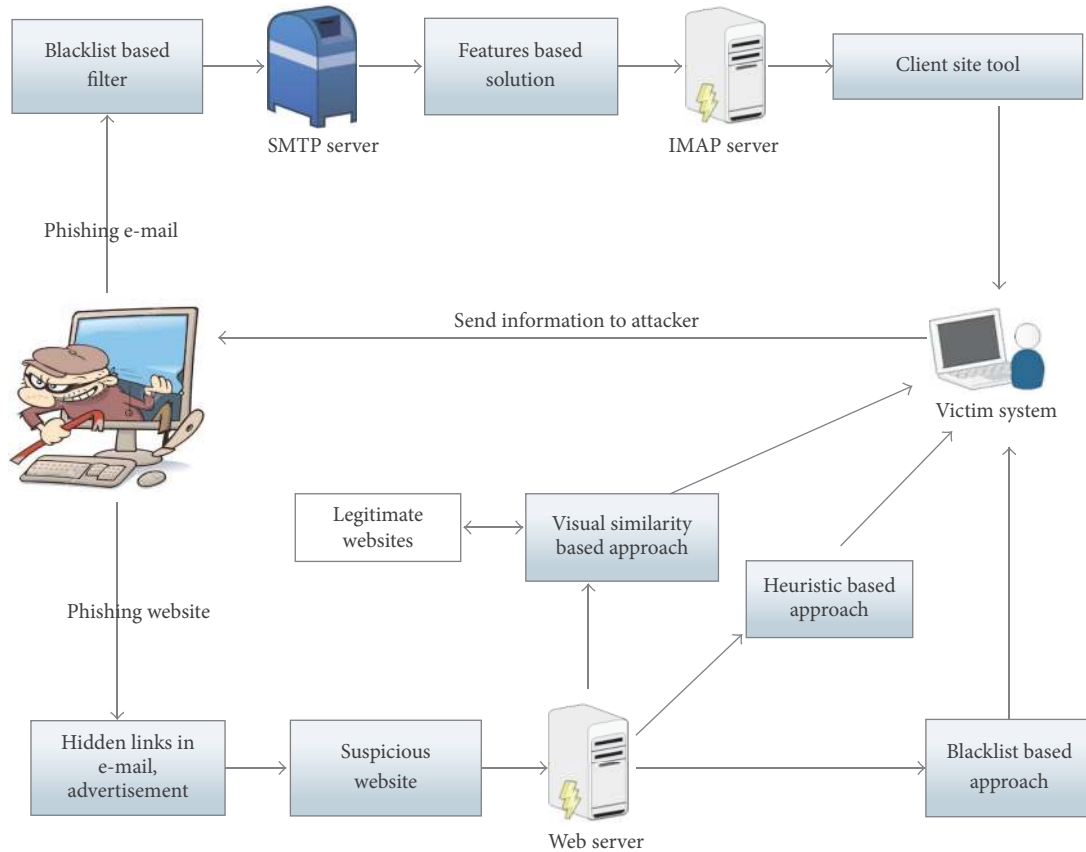 Blacklist based
filter
SMTP server
Features based
solution
IMAP server
Client site tool
Phishing e-mail
Send information to attacker
Victim system
Legitimate
websites
Visual similarity
based approach
Heuristic based
approach
Phishing website
Hidden links in
e-mail,
advertisement
Suspicious
website
Web server
Blacklist based
approach